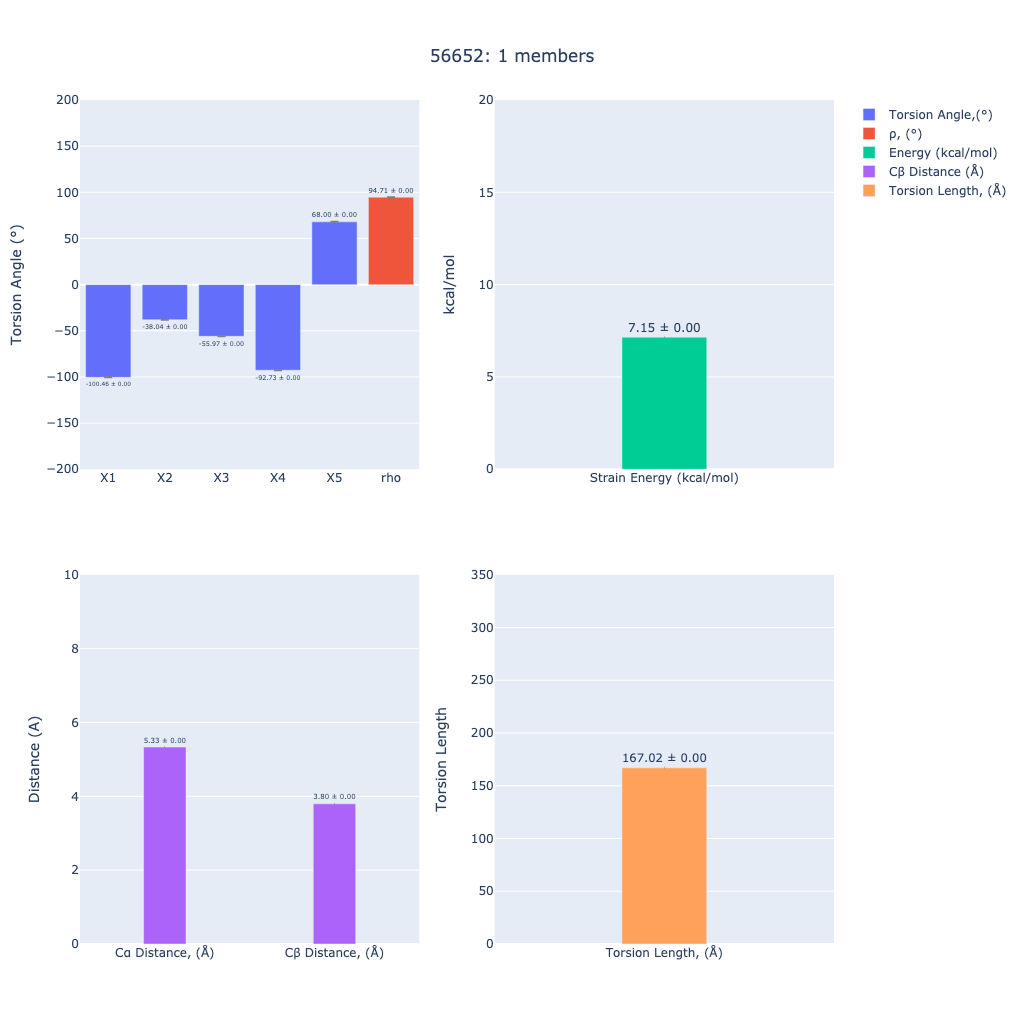 56652: 1 members
200
150
100
50
0
−50
−100
−150
−200
Torsion Angle (°)
-100.46 ± 0.00
-38.04 ± 0.00
-55.97 ± 0.00
-92.73 ± 0.00
68.00 ± 0.00
94.71 ± 0.00
X1 X2 X3 X4 X5 rho
20
15
10
5
0
kcal/mol
7.15 ± 0.00
Strain Energy (kcal/mol)
Torsion Angle,(°)
ρ, (°)
Energy (kcal/mol)
Cβ Distance (Å)
Torsion Length, (Å)
10
8
6
4
2
0
Distance (A)
5.33 ± 0.00
3.80 ± 0.00
Cα Distance, (Å) Cβ Distance, (Å)
350
300
250
200
150
100
50
0
Torsion Length
167.02 ± 0.00
Torsion Length, (Å)